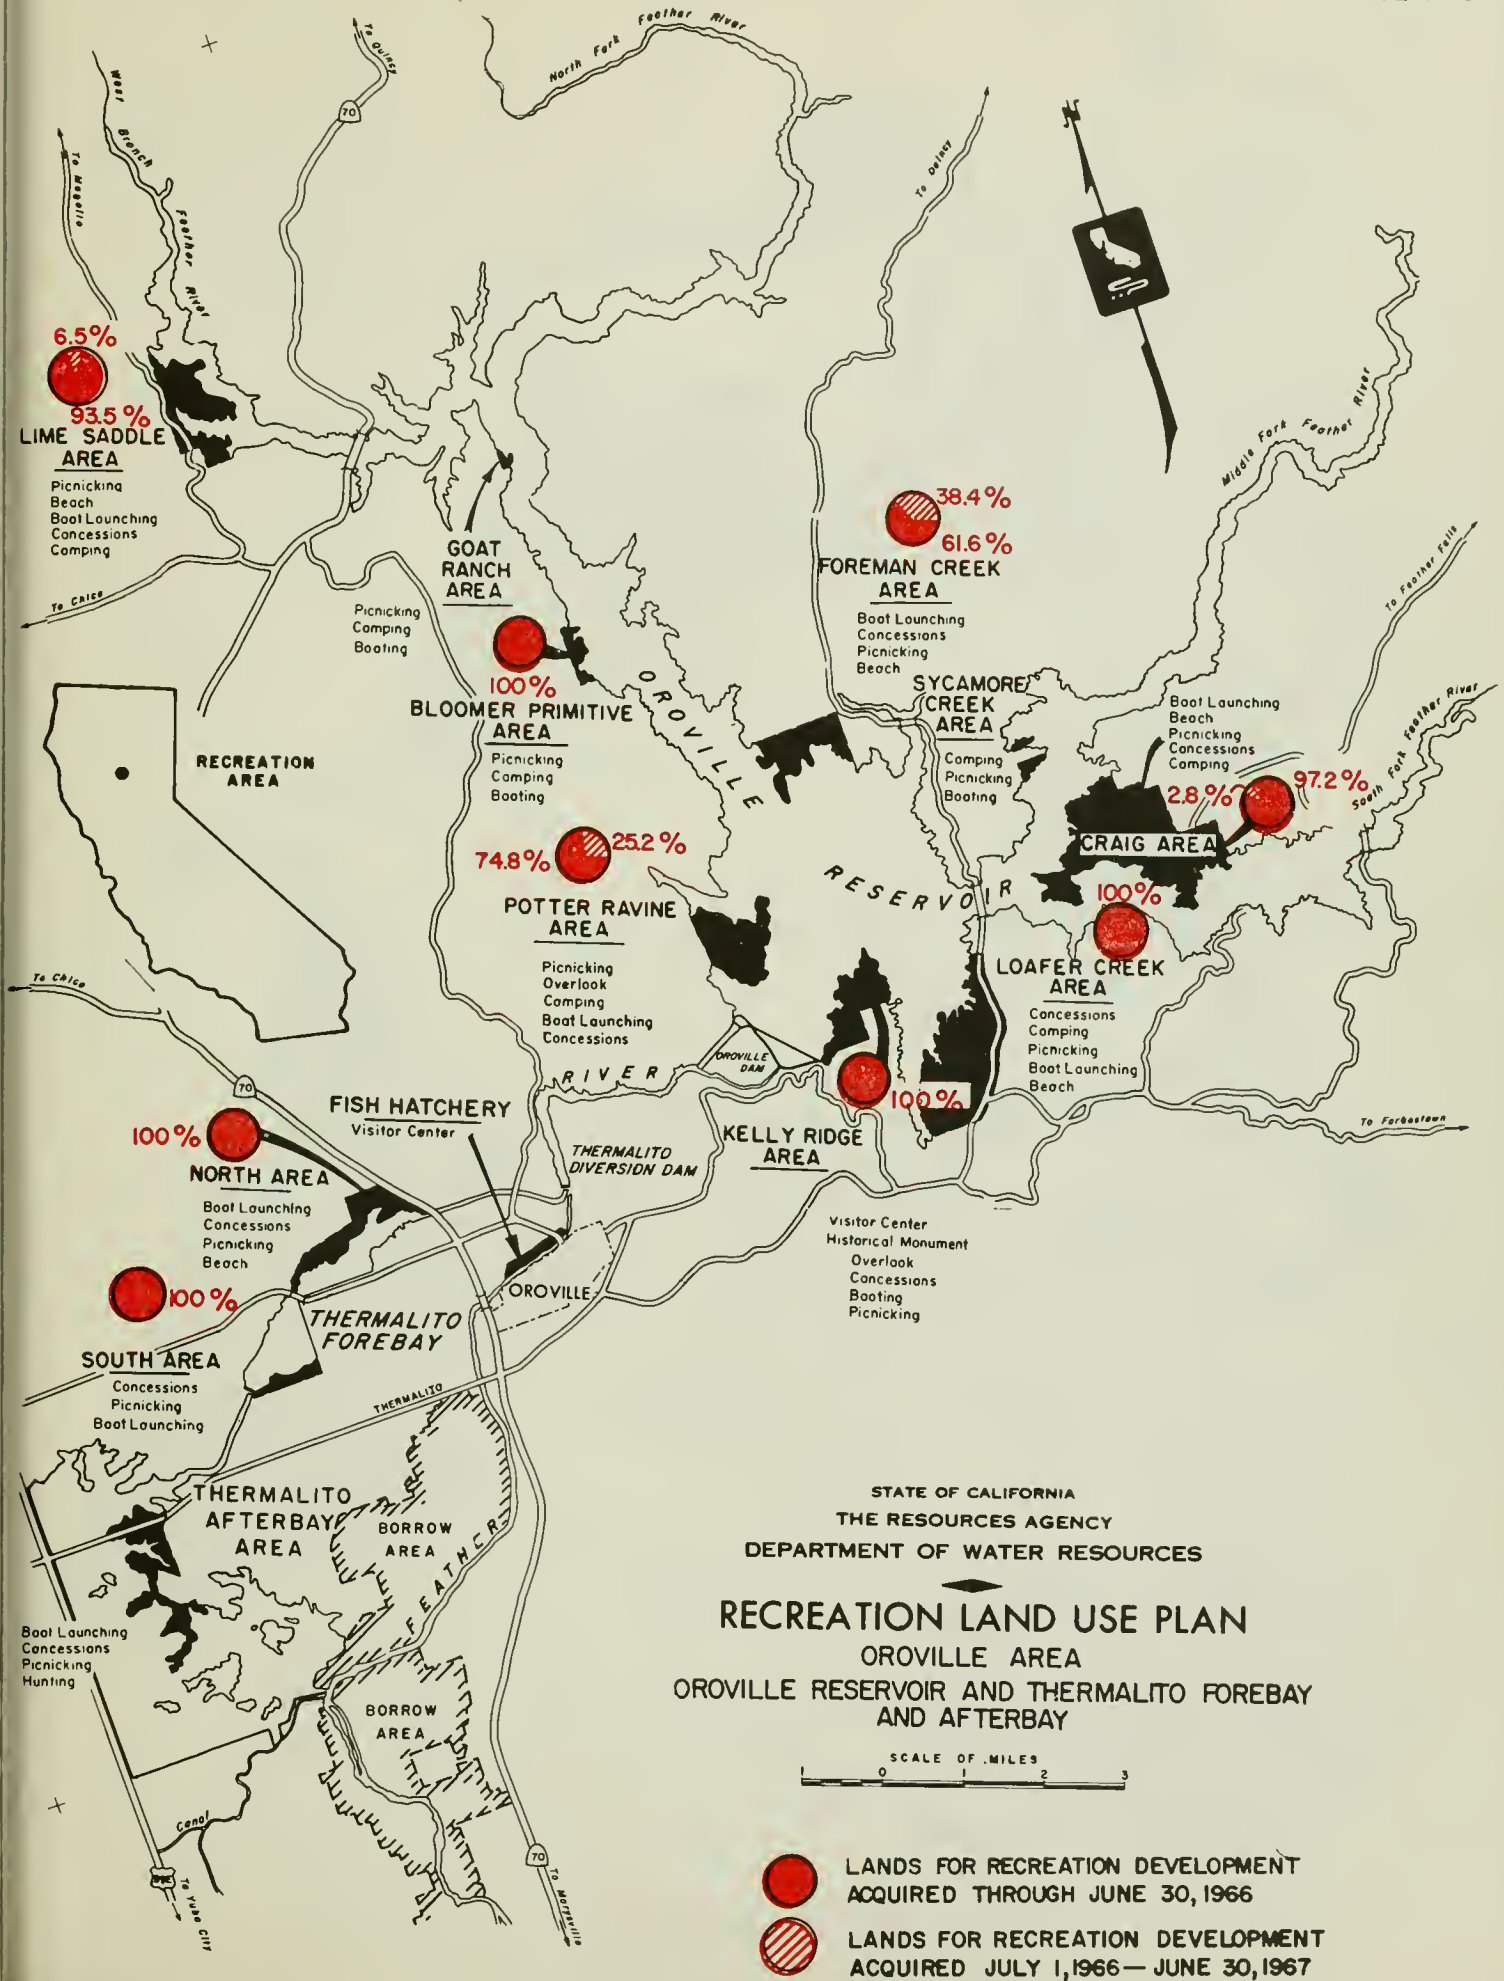 North Fork Feather River
To Quincy
70
West Branch Feather River
To Magalia
To Quincy
N
6.5%
93.5%
LIME SADDLE
AREA
Picnicking
Beach
Boat Launching
Concessions
Camping
To Chico
GOAT
RANCH
AREA
Picnicking
Camping
Boating
100%
BLOOMER PRIMITIVE
AREA
Picnicking
Camping
Boating
38.4%
61.6%
FOREMAN CREEK
AREA
Boat Launching
Concessions
Picnicking
Beach
Middle Fork Feather River
To Feather Falls
South Fork Feather River
SYCAMORE
CREEK
AREA
Camping
Picnicking
Boating
Boat Launching
Beach
Picnicking
Concessions
Camping
2.8%
97.2%
CRAIG AREA
OROVILLE
RESERVOIR
RECREATION
AREA
74.8%
25.2%
POTTER RAVINE
AREA
Picnicking
Overlook
Camping
Boat Launching
Concessions
100%
LOAFER CREEK
AREA
Concessions
Camping
Picnicking
Boat Launching
Beach
To Chico
70
RIVER
OROVILLE
DAM
100%
KELLY RIDGE
AREA
Visitor Center
Historical Monument
Overlook
Concessions
Boating
Picnicking
To Forbestown
FISH HATCHERY
Visitor Center
THERMALITO
DIVERSION DAM
100%
NORTH AREA
Boat Launching
Concessions
Picnicking
Beach
100%
SOUTH AREA
Concessions
Picnicking
Boat Launching
THERMALITO
FOREBAY
OROVILLE
THERMALITO
THERMALITO
AFTERBAY
AREA
BORROW
AREA
FEATHER
Boat Launching
Concessions
Picnicking
Hunting
BORROW
AREA
Canal
To Yuba City
70
To Marysville
STATE OF CALIFORNIA
THE RESOURCES AGENCY
DEPARTMENT OF WATER RESOURCES
RECREATION LAND USE PLAN
OROVILLE AREA
OROVILLE RESERVOIR AND THERMALITO FOREBAY
AND AFTERBAY
SCALE OF MILES
1 0 1 2 3
LANDS FOR RECREATION DEVELOPMENT
ACQUIRED THROUGH JUNE 30, 1966
LANDS FOR RECREATION DEVELOPMENT
ACQUIRED JULY 1, 1966 — JUNE 30, 1967